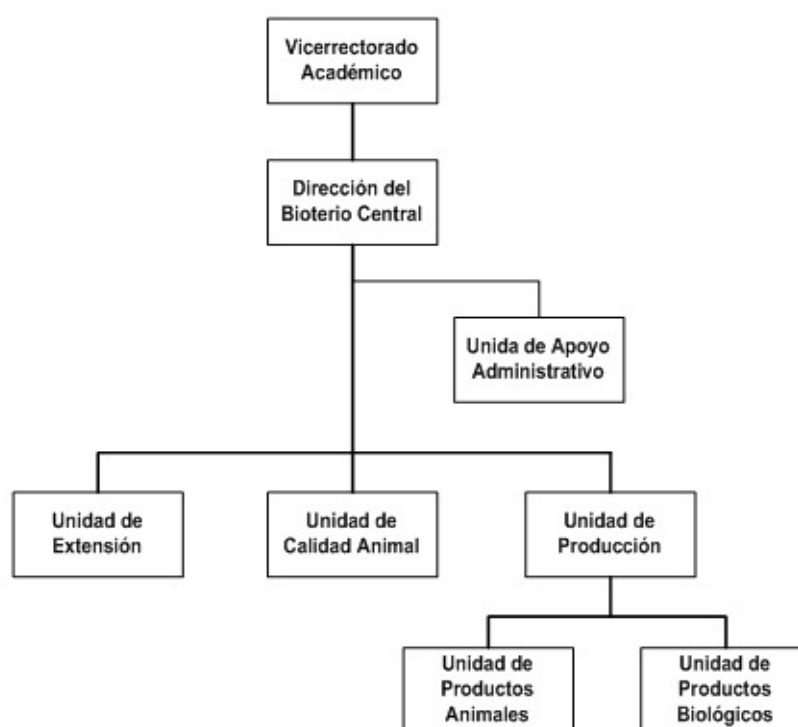 Vicerrectorado
Académico
Dirección del
Bioterio Central
Unida de Apoyo
Administrativo
Unidad de
Extensión
Unidad de
Calidad Animal
Unidad de
Producción
Unidad de
Productos
Animales
Unidad de
Productos
Biológicos